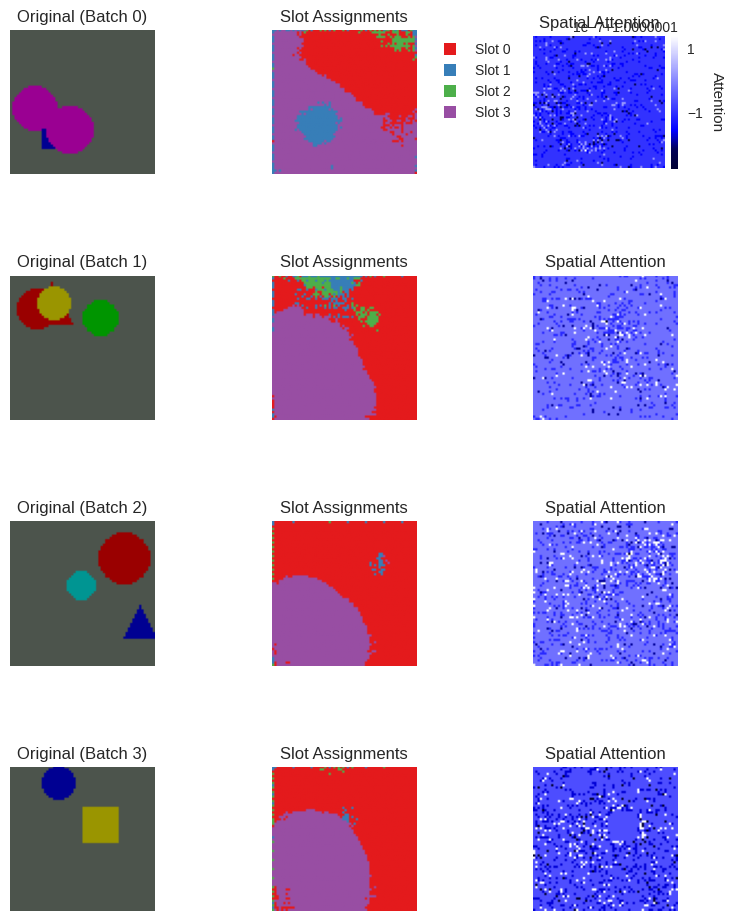 Original (Batch 0)
Slot Assignments
Spatial Attention
1e−7+1.0000001
Slot 0
Slot 1
Slot 2
Slot 3
1
−1
Attention
Original (Batch 1)
Slot Assignments
Spatial Attention
Original (Batch 2)
Slot Assignments
Spatial Attention
Original (Batch 3)
Slot Assignments
Spatial Attention